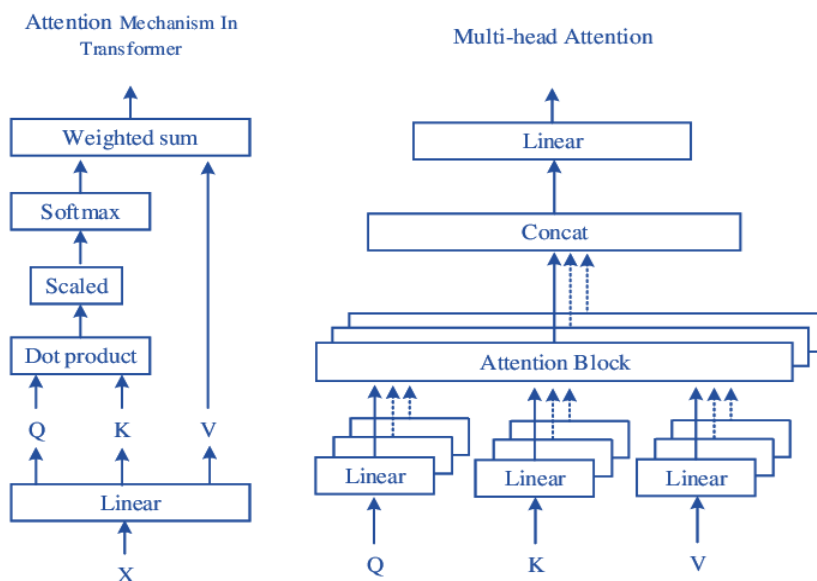 Attention Mechanism In
Transformer
Weighted sum
Softmax
Scaled
Dot product
Q K V
Linear
X
Multi-head Attention
Linear
Concat
Attention Block
Linear Linear Linear
Q K V